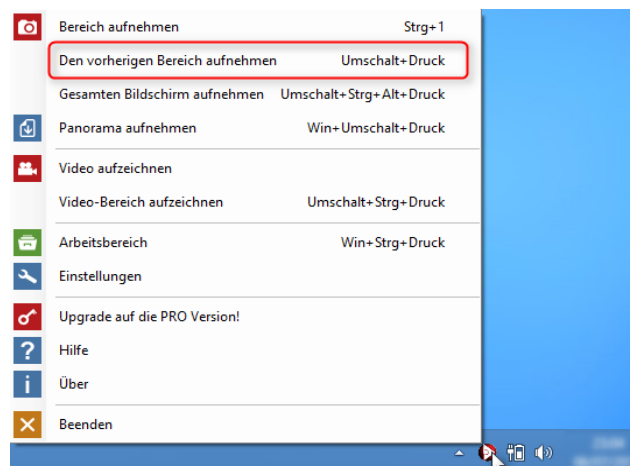 Bereich aufnehmen Strg+1
Den vorherigen Bereich aufnehmen Umschalt+Druck
Gesamten Bildschirm aufnehmen Umschalt+Strg+Alt+Druck
Panorama aufnehmen Win+Umschalt+Druck
Video aufzeichnen
Video-Bereich aufzeichnen Umschalt+Strg+Druck
Arbeitsbereich Win+Strg+Druck
Einstellungen
Upgrade auf die PRO Version!
Hilfe
Über
Beenden